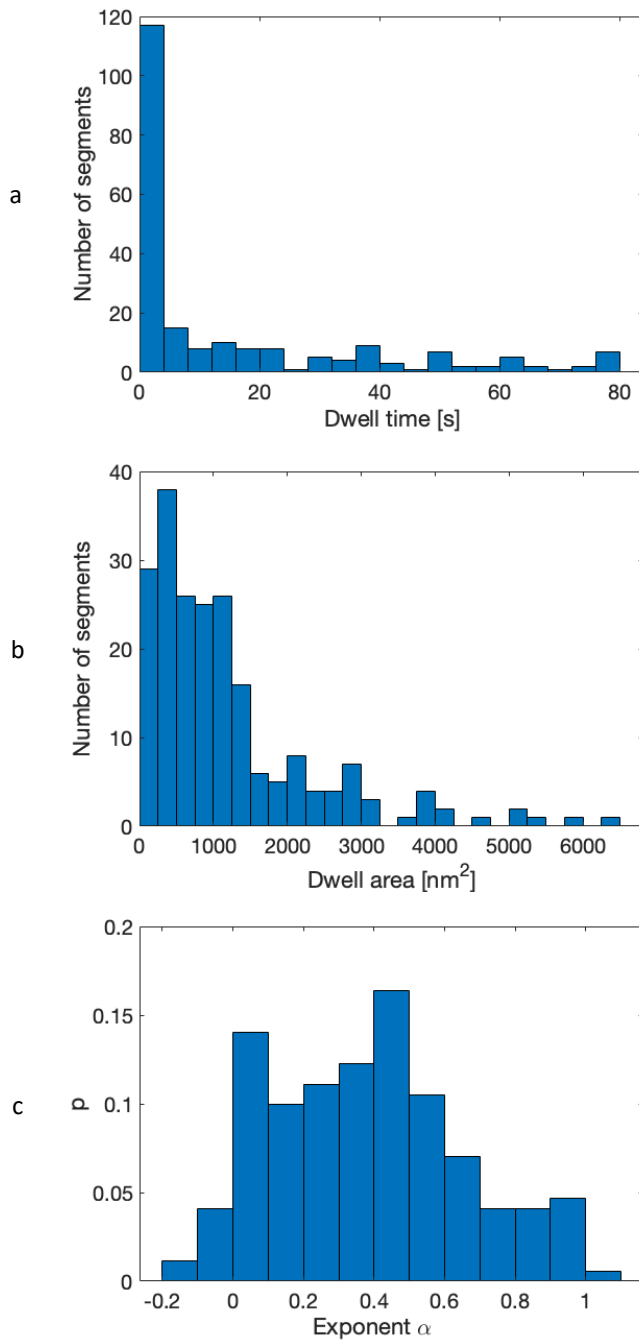 a
Number of segments
120
100
80
60
40
20
0
0 20 40 60 80
Dwell time [s]
b
Number of segments
40
30
20
10
0
0 1000 2000 3000 4000 5000 6000
Dwell area [nm²]
c
p
0.2
0.15
0.1
0.05
0
-0.2 0 0.2 0.4 0.6 0.8 1
Exponent α